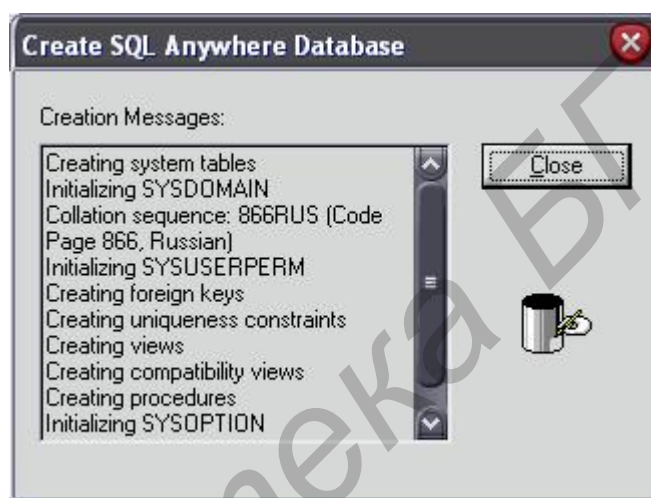 Create SQL Anywhere Database
Creation Messages:
Creating system tables
Initializing SYSDOMAIN
Collation sequence: 866RUS (Code
Page 866, Russian)
Initializing SYSUSERPERM
Creating foreign keys
Creating uniqueness constraints
Creating views
Creating compatibility views
Creating procedures
Initializing SYSOPTION
Close